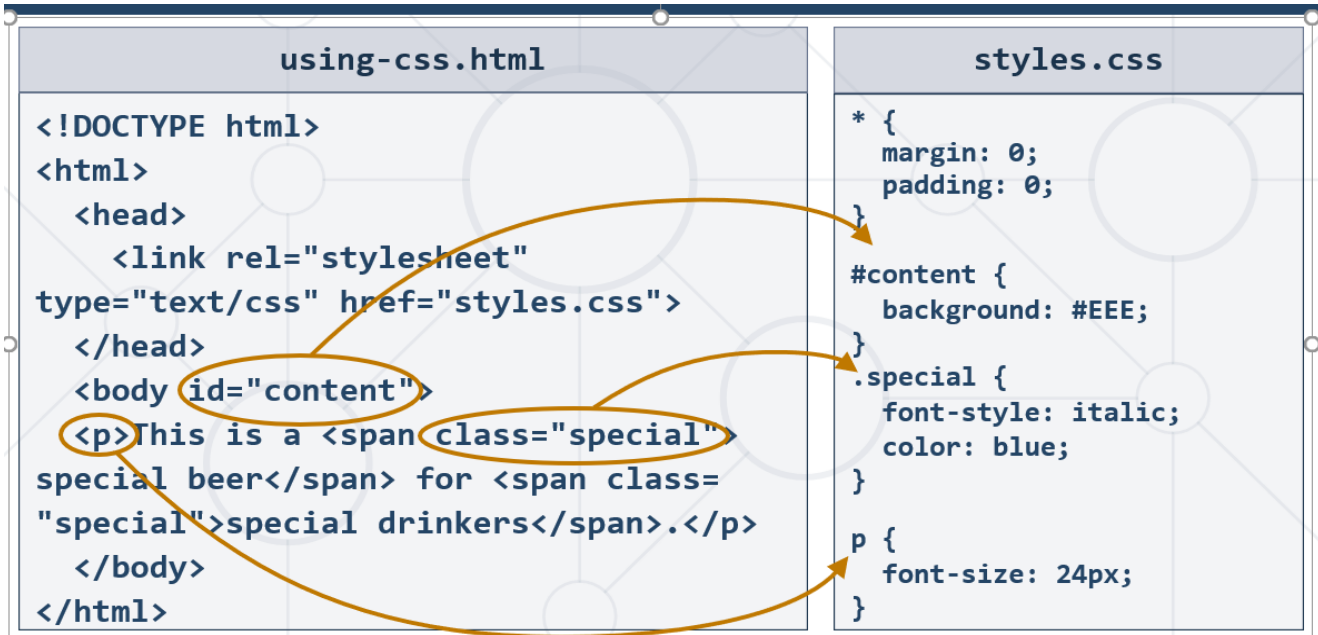 using-css.html
<!DOCTYPE html>
<html>
<head>
<link rel="stylesheet"
type="text/css" href="styles.css">
</head>
<body id="content">
<p>This is a <span class="special">
special beer</span> for <span class=
"special">special drinkers</span>.</p>
</body>
</html>
styles.css
* {
margin: 0;
padding: 0;
}
#content {
background: #EEE;
}
.special {
font-style: italic;
color: blue;
}
p {
font-size: 24px;
}